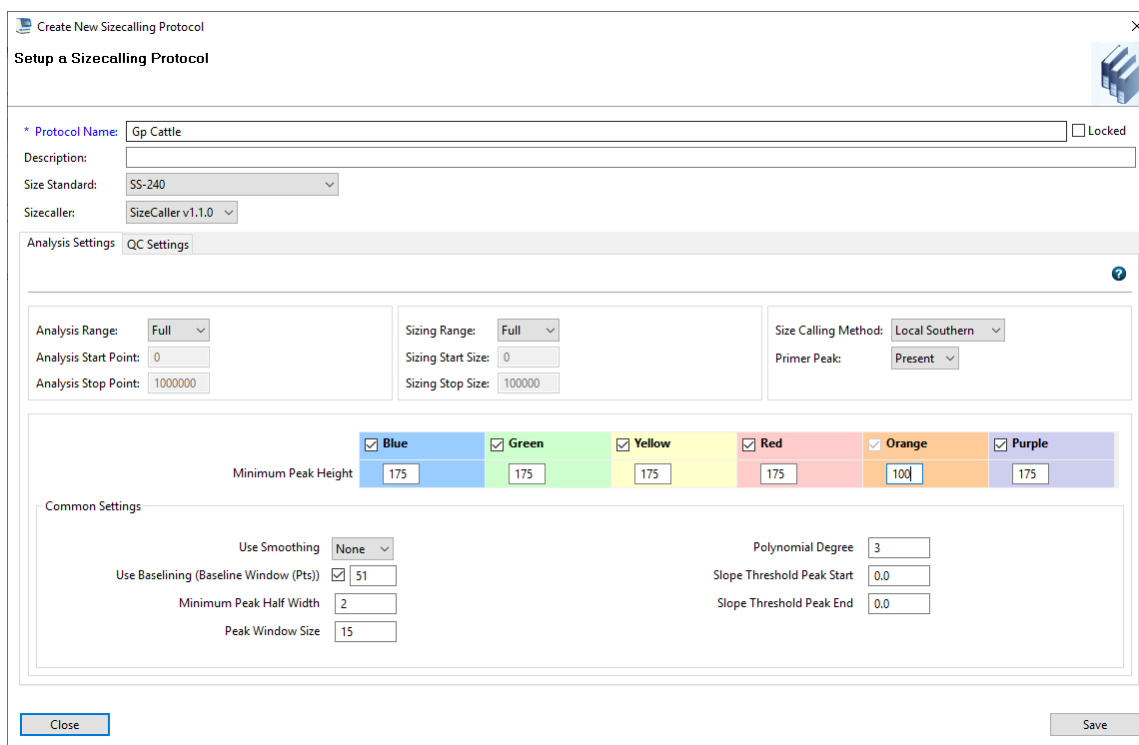 Create New Sizecalling Protocol
Setup a Sizecalling Protocol
* Protocol Name: Gp Cattle Locked
Description:
Size Standard: SS-240
Sizecaller: SizeCaller v1.1.0
Analysis Settings QC Settings
?
Analysis Range: Full Sizing Range: Full Size Calling Method: Local Southern
Analysis Start Point: 0 Sizing Start Size: 0 Primer Peak: Present
Analysis Stop Point: 1000000 Sizing Stop Size: 100000
Blue Green Yellow Red Orange Purple
Minimum Peak Height 175 175 175 175 100 175
Common Settings
Use Smoothing None Polynomial Degree 3
Use Baselining (Baseline Window (Pts)) 51 Slope Threshold Peak Start 0.0
Minimum Peak Half Width 2 Slope Threshold Peak End 0.0
Peak Window Size 15
Close Save